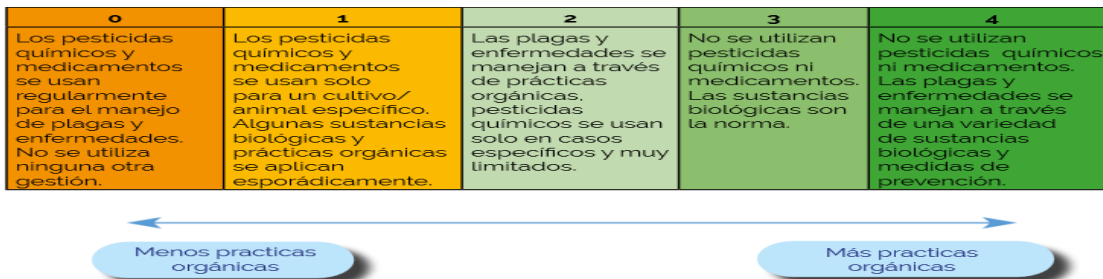 0
Los pesticidas
químicos y
medicamentos
se usan
regularmente
para el manejo
de plagas y
enfermedades.
No se utiliza
ninguna otra
gestión.
1
Los pesticidas
químicos y
medicamentos
se usan solo
para un cultivo/
animal específico.
Algunas sustancias
biológicas y
prácticas orgánicas
se aplican
esporádicamente.
2
Las plagas y
enfermedades se
manejan a través
de prácticas
orgánicas,
pesticidas
químicos se usan
solo en casos
específicos y muy
limitados.
3
No se utilizan
pesticidas
químicos ni
medicamentos.
Las sustancias
biológicas son
la norma.
4
No se utilizan
pesticidas químicos
ni medicamentos.
Las plagas y
enfermedades se
manejan a través
de una variedad
de sustancias
biológicas y
medidas de
prevención.
Menos practicas
orgánicas
Más practicas
orgánicas